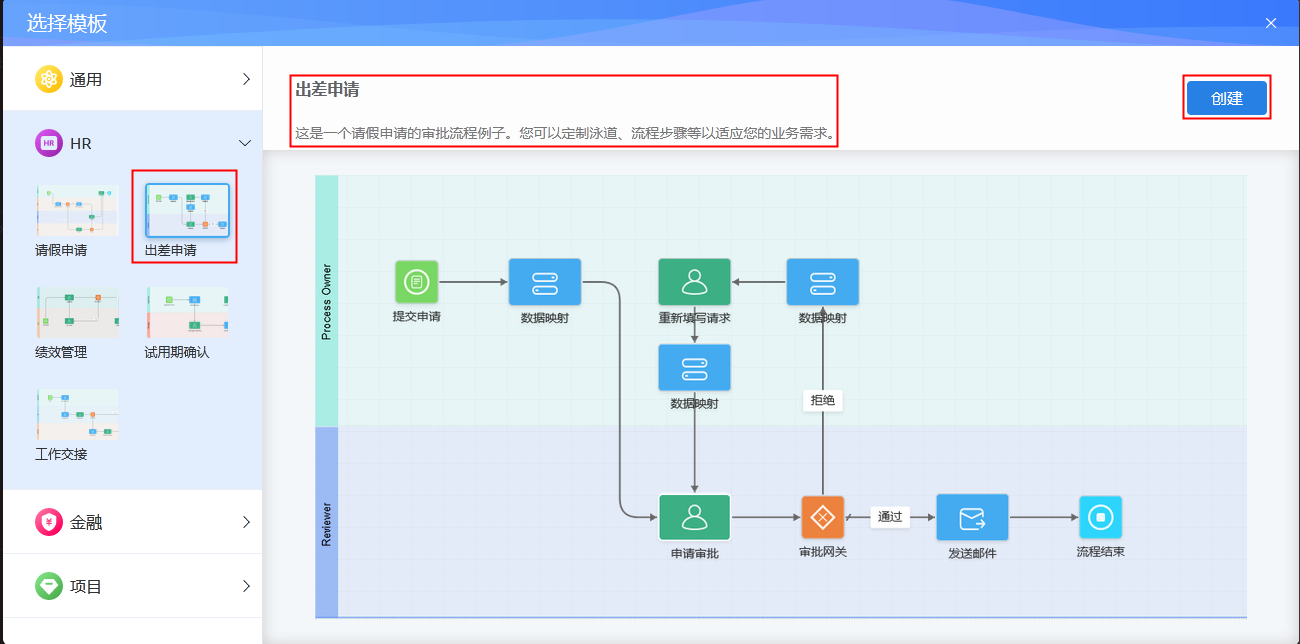 选择模板
通用
HR
HR
请假申请
出差申请
绩效管理
试用期确认
工作交接
金融
项目
出差申请
这是一个请假申请的审批流程例子。您可以定制泳道、流程步骤等以适应您的业务需求。
创建
Process Owner
提交申请
数据映射
重新填写请求
数据映射
数据映射
拒绝
Reviewer
申请审批
审批网关
通过
发送邮件
流程结束